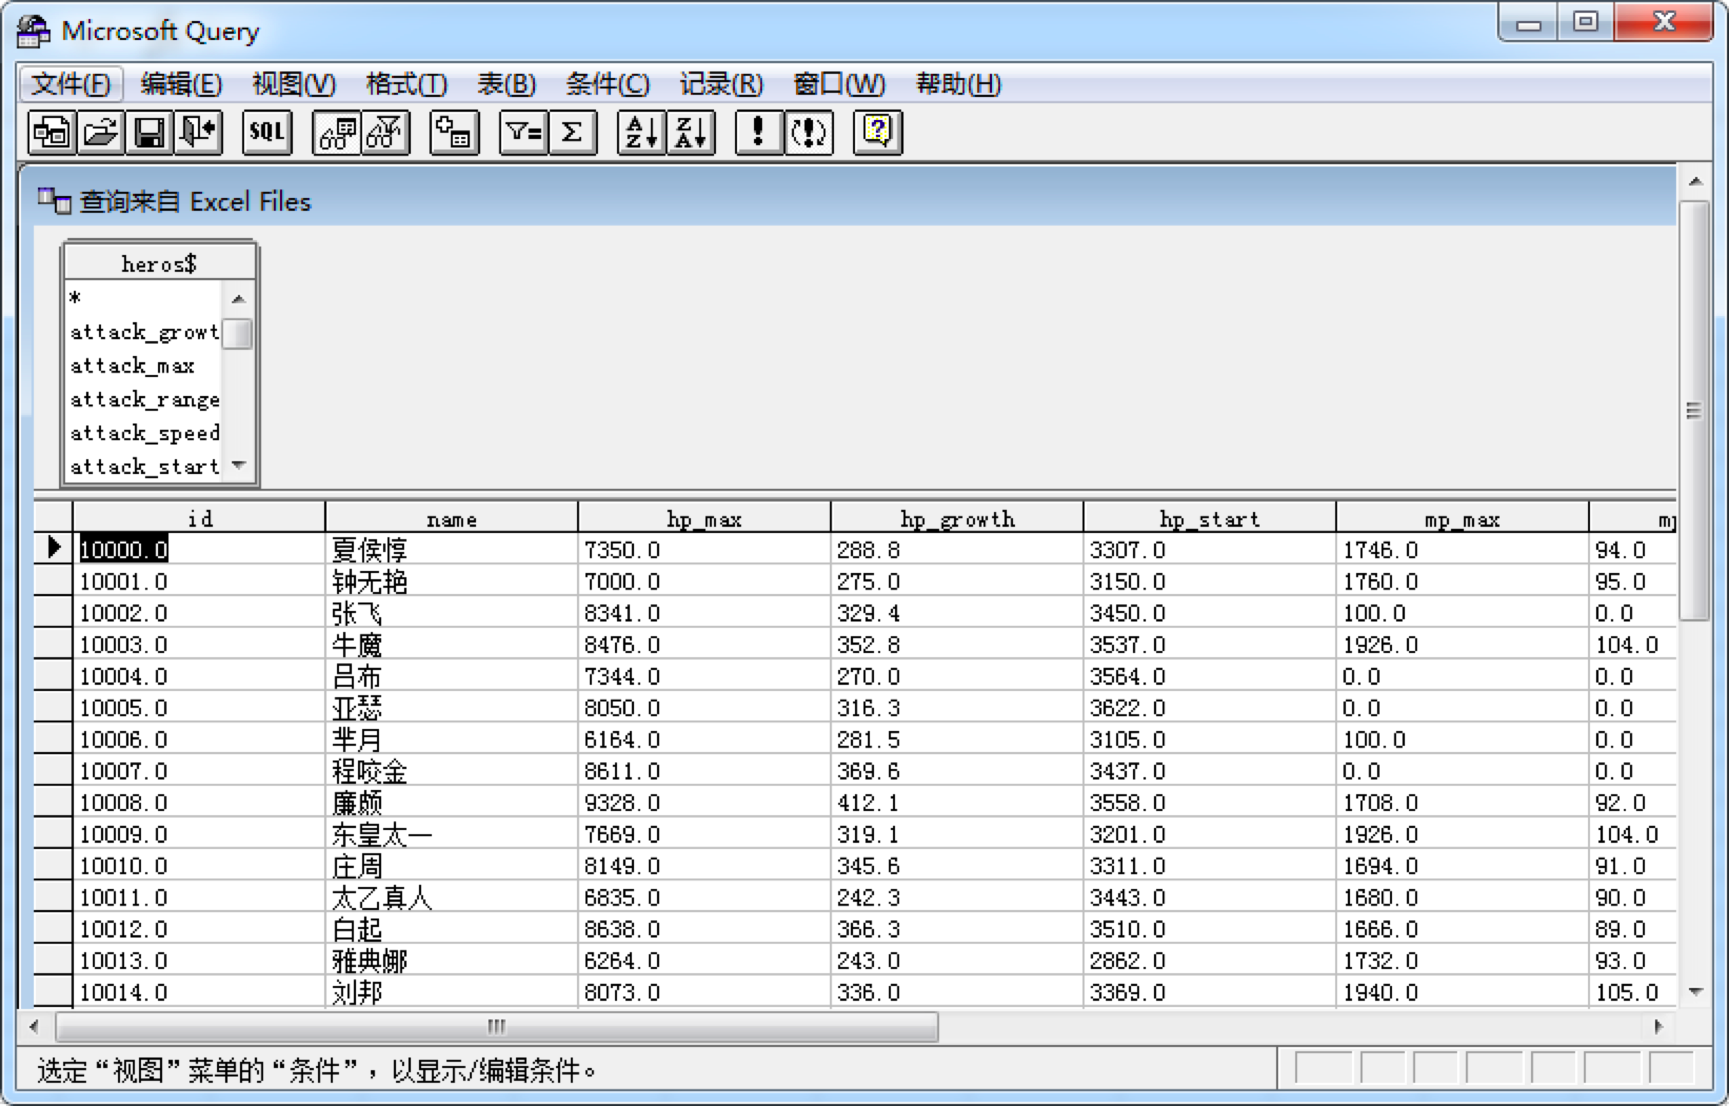 Microsoft Query
文件(F) 编辑(E) 视图(V) 格式(T) 表(B) 条件(C) 记录(R) 窗口(W) 帮助(H)
SQL
查询来自 Excel Files
heros$
*
attack_growt
attack_max
attack_range
attack_speed
attack_start
id name hp_max hp_growth hp_start mp_max
10000.0 夏侯惇 7350.0 288.8 3307.0 1746.0 94.0
10001.0 钟无艳 7000.0 275.0 3150.0 1760.0 95.0
10002.0 张飞 8341.0 329.4 3450.0 100.0 0.0
10003.0 牛魔 8476.0 352.8 3537.0 1926.0 104.0
10004.0 吕布 7344.0 270.0 3564.0 0.0 0.0
10005.0 亚瑟 8050.0 316.3 3622.0 0.0 0.0
10006.0 芈月 6164.0 281.5 3105.0 100.0 0.0
10007.0 程咬金 8611.0 369.6 3437.0 0.0 0.0
10008.0 廉颇 9328.0 412.1 3558.0 1708.0 92.0
10009.0 东皇太一 7669.0 319.1 3201.0 1926.0 104.0
10010.0 庄周 8149.0 345.6 3311.0 1694.0 91.0
10011.0 太乙真人 6835.0 242.3 3443.0 1680.0 90.0
10012.0 白起 8638.0 366.3 3510.0 1666.0 89.0
10013.0 雅典娜 6264.0 243.0 2862.0 1732.0 93.0
10014.0 刘邦 8073.0 336.0 3369.0 1940.0 105.0
选定“视图”菜单的“条件”，以显示/编辑条件。